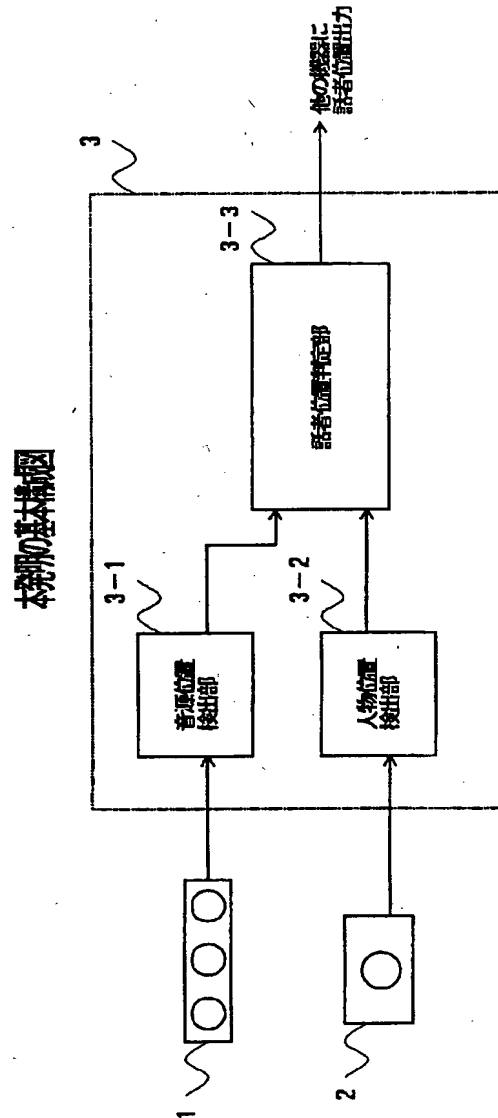 本発明の基本構成図
3
3-1
音源位置
検出部
3-2
人物位置
検出部
3-3
話者位置判定部
他の機器に
話者位置出力
1
2